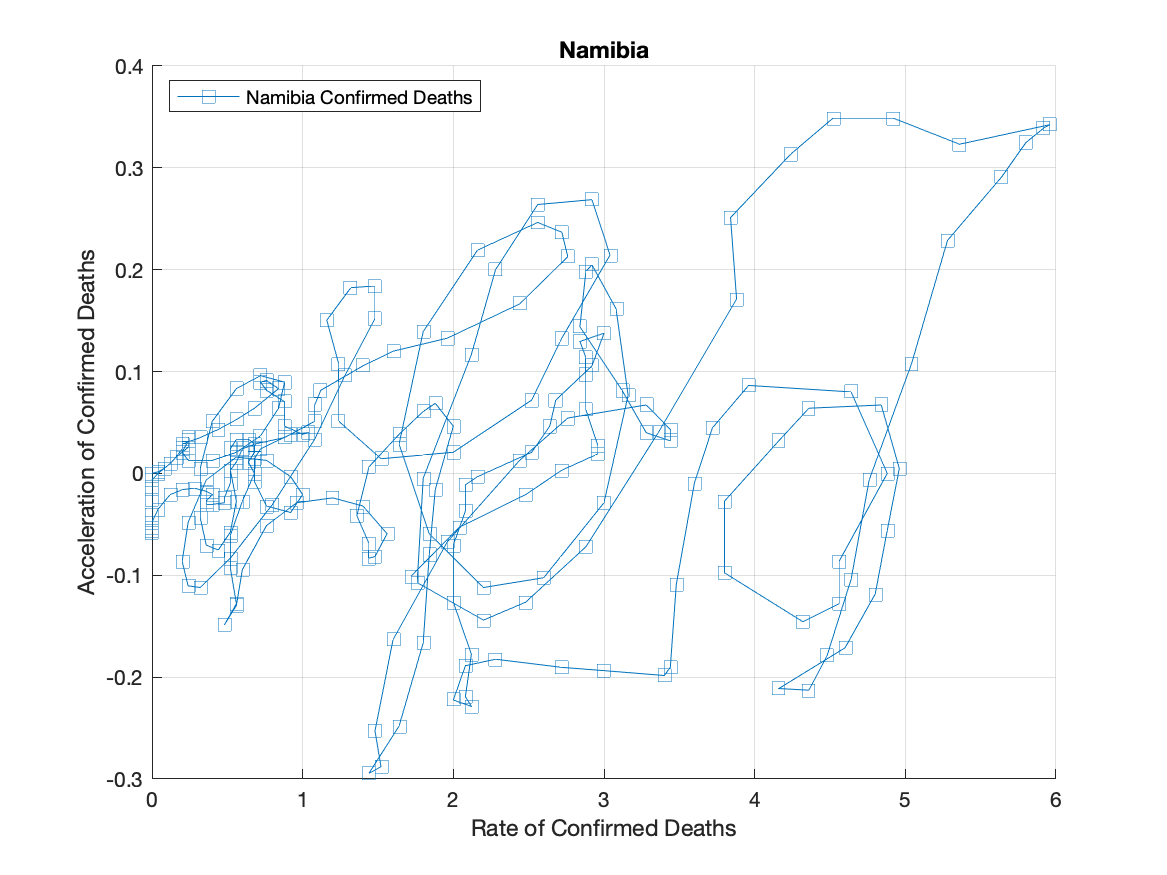 Namibia
0.4
Namibia Confirmed Deaths
0.3
0.2
0.1
0
-0.1
-0.2
-0.3
Acceleration of Confirmed Deaths
0 1 2 3 4 5 6
Rate of Confirmed Deaths